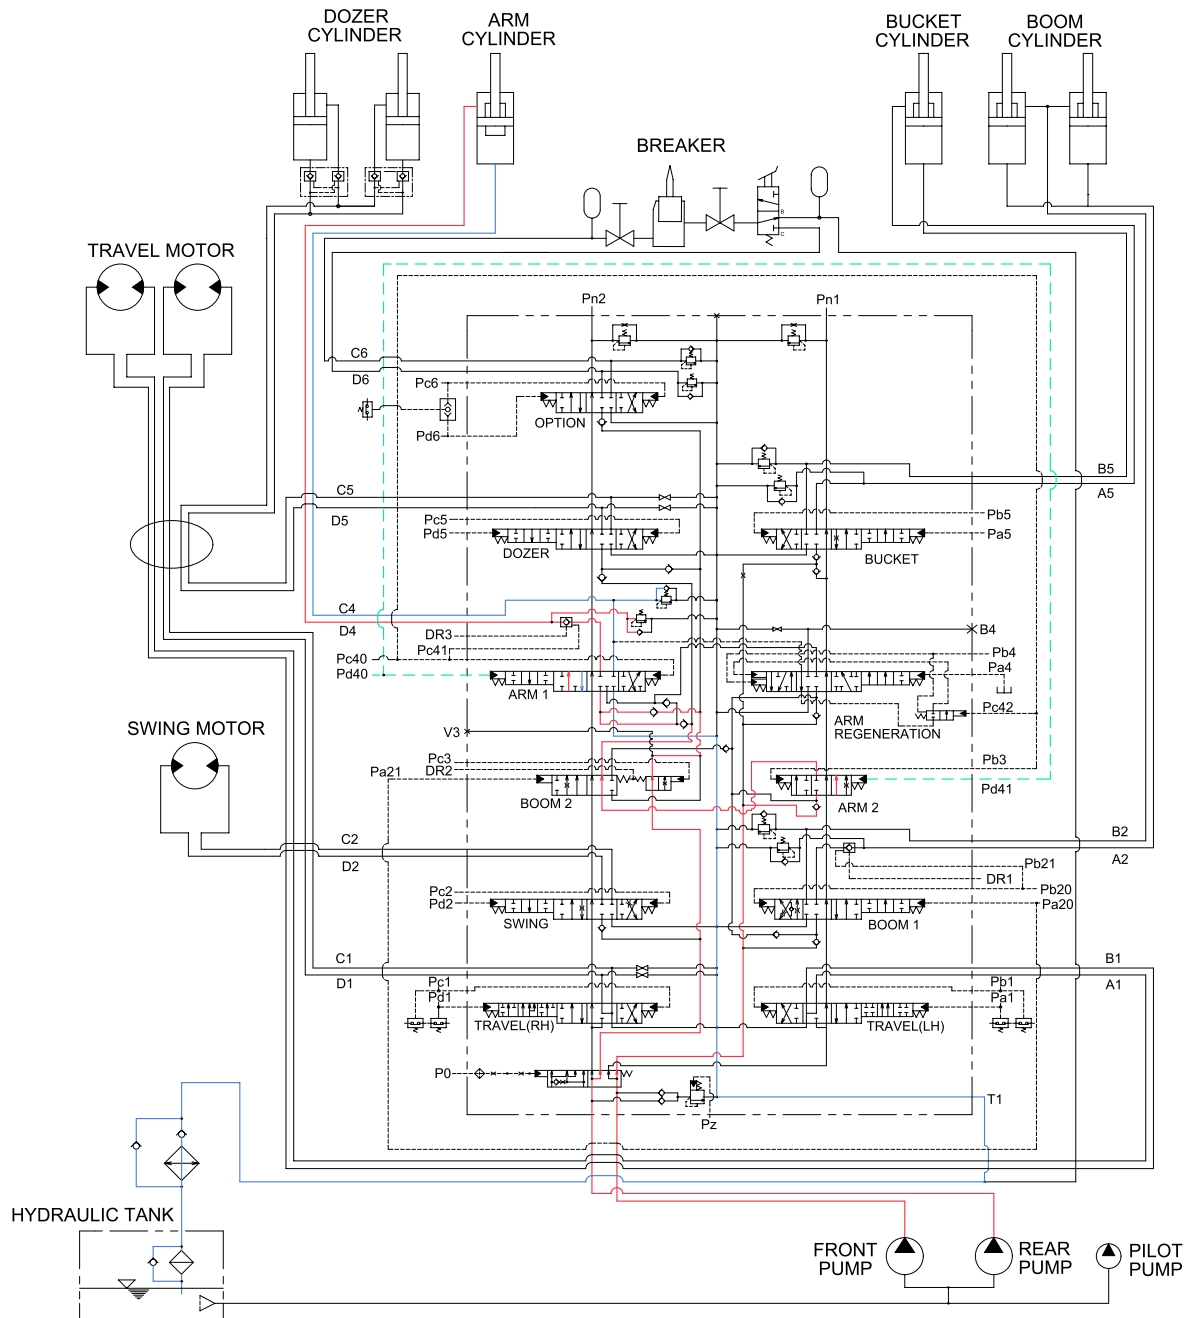 DOZER
CYLINDER
ARM
CYLINDER
BUCKET
CYLINDER
BOOM
CYLINDER
BREAKER
B
C
TRAVEL MOTOR
Pn2
Pn1
C6
D6
Pc6
OPTION
Pd6
B5
C5
A5
D5
Pc5
Pb5
Pd5
Pa5
DOZER
BUCKET
C4
D4
B4
DR3
Pc41
Pb4
Pc40
Pa4
Pd40
ARM 1
Pc42
ARM
REGENERATION
SWING MOTOR
V3
Pc3
Pb3
DR2
Pa21
Pd41
BOOM 2
ARM 2
B2
C2
A2
D2
Pb21
DR1
Pc2
Pb20
Pd2
Pa20
SWING
BOOM 1
C1
B1
D1
A1
Pc1
Pb1
Pd1
Pa1
TRAVEL(RH)
TRAVEL(LH)
P0
T1
Pz
HYDRAULIC TANK
FRONT
PUMP
REAR
PUMP
PILOT
PUMP